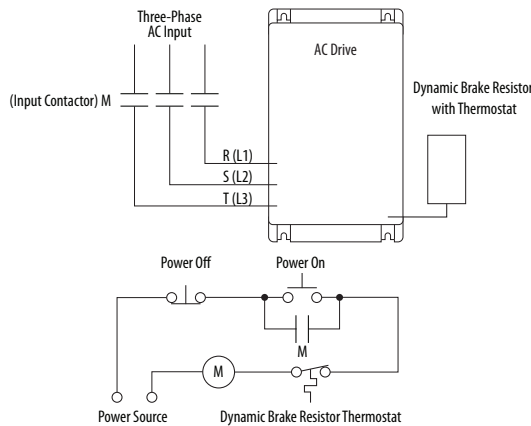 Three-Phase
AC Input
AC Drive
(Input Contactor) M
Dynamic Brake Resistor
with Thermostat
R (L1)
S (L2)
T (L3)
Power Off
Power On
M
M
Power Source
Dynamic Brake Resistor Thermostat